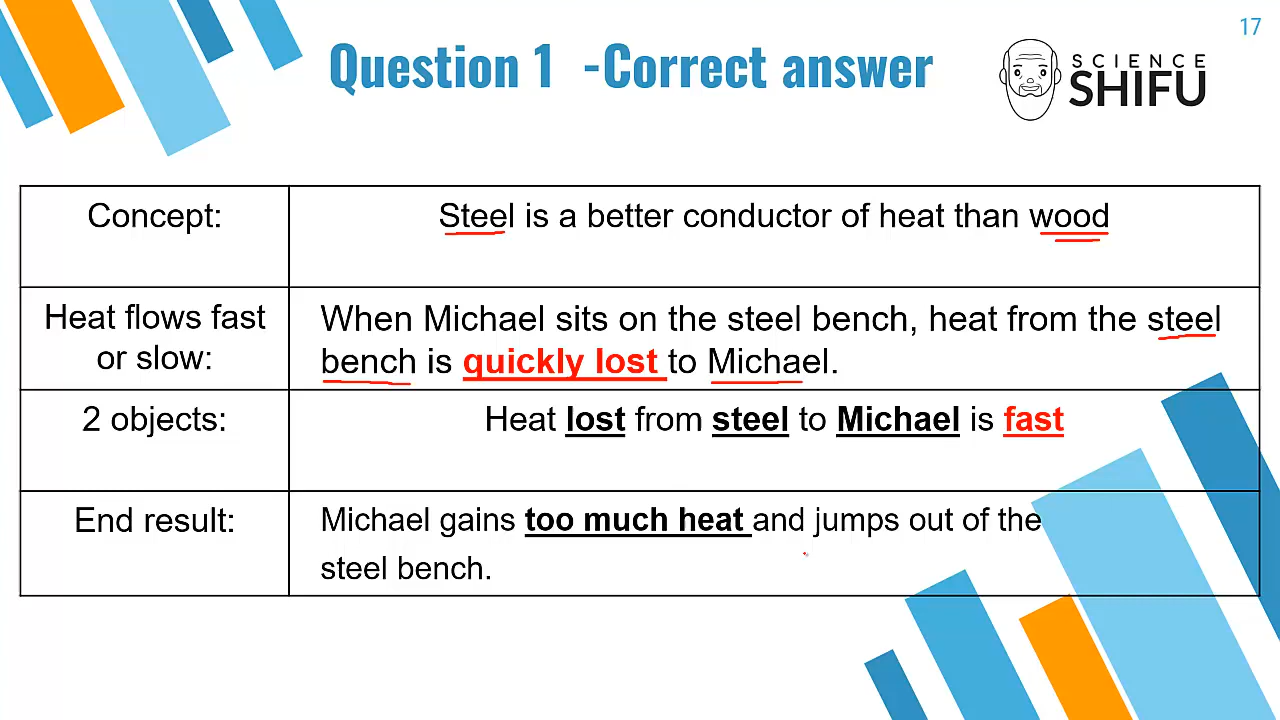 17
Question 1 -Correct answer
SCIENCE
SHIFU
Concept:
Steel is a better conductor of heat than wood
Heat flows fast
or slow:
When Michael sits on the steel bench, heat from the steel
bench is quickly lost to Michael.
2 objects:
Heat lost from steel to Michael is fast
End result:
Michael gains too much heat and jumps out of the
steel bench.